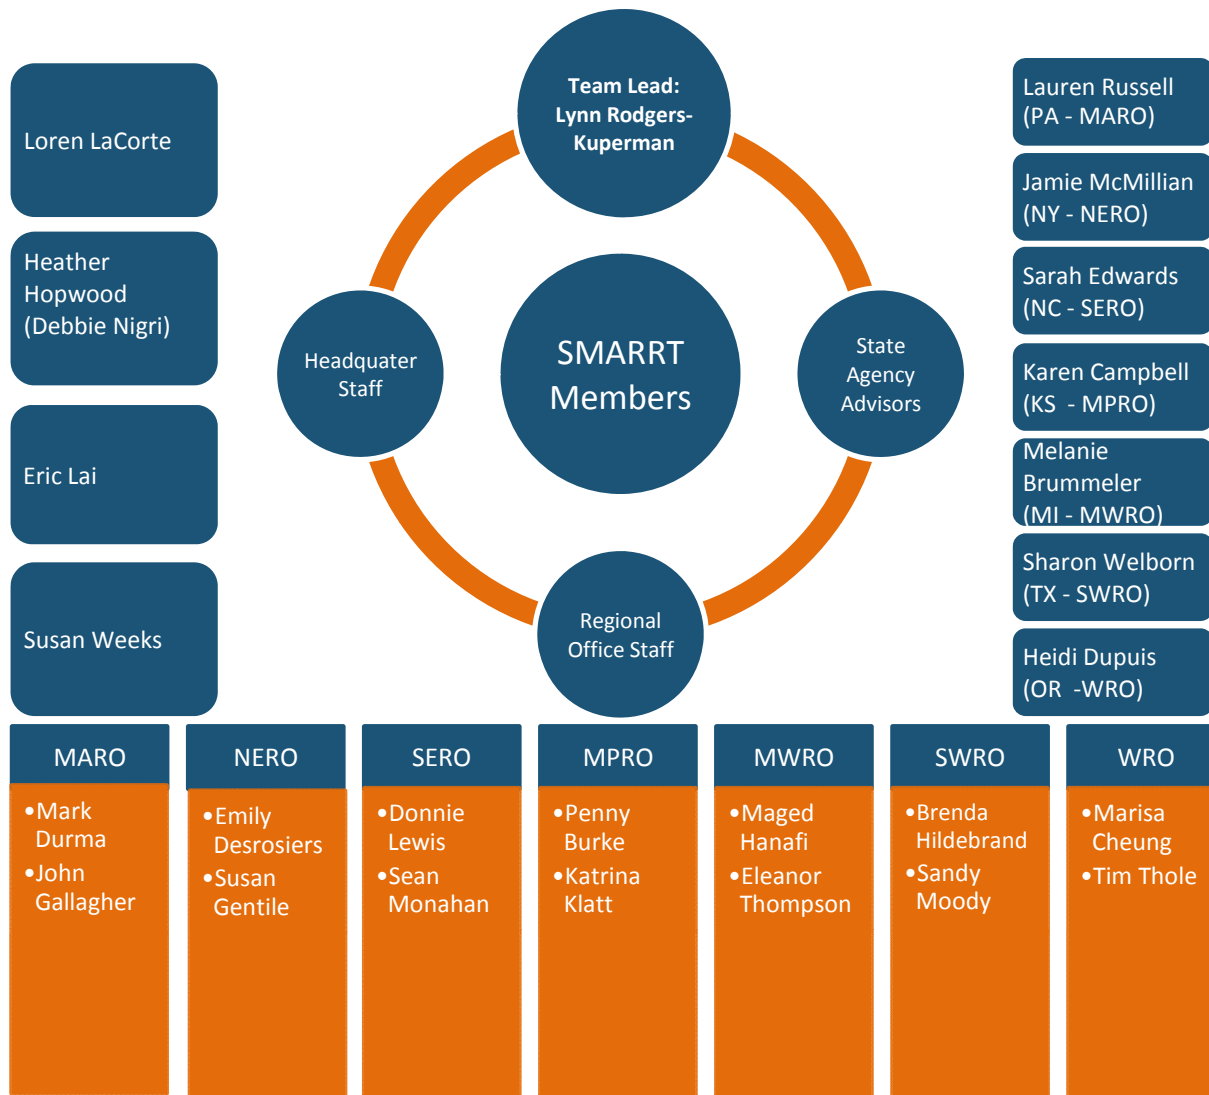 Team Lead:
Lynn Rodgers-
Kuperman
Loren LaCorte
Heather
Hopwood
(Debbie Nigri)
Eric Lai
Susan Weeks
Headquater
Staff
SMARRT
Members
State
Agency
Advisors
Regional
Office Staff
Lauren Russell
(PA - MARO)
Jamie McMillian
(NY - NERO)
Sarah Edwards
(NC - SERO)
Karen Campbell
(KS  - MPRO)
Melanie
Brummeler
(MI - MWRO)
Sharon Welborn
(TX - SWRO)
Heidi Dupuis
(OR  -WRO)
MARO
•Mark
Durma
•John
Gallagher
NERO
•Emily
Desrosiers
•Susan
Gentile
SERO
•Donnie
Lewis
•Sean
Monahan
MPRO
•Penny
Burke
•Katrina
Klatt
MWRO
•Maged
Hanafi
•Eleanor
Thompson
SWRO
•Brenda
Hildebrand
•Sandy
Moody
WRO
•Marisa
Cheung
•Tim Thole